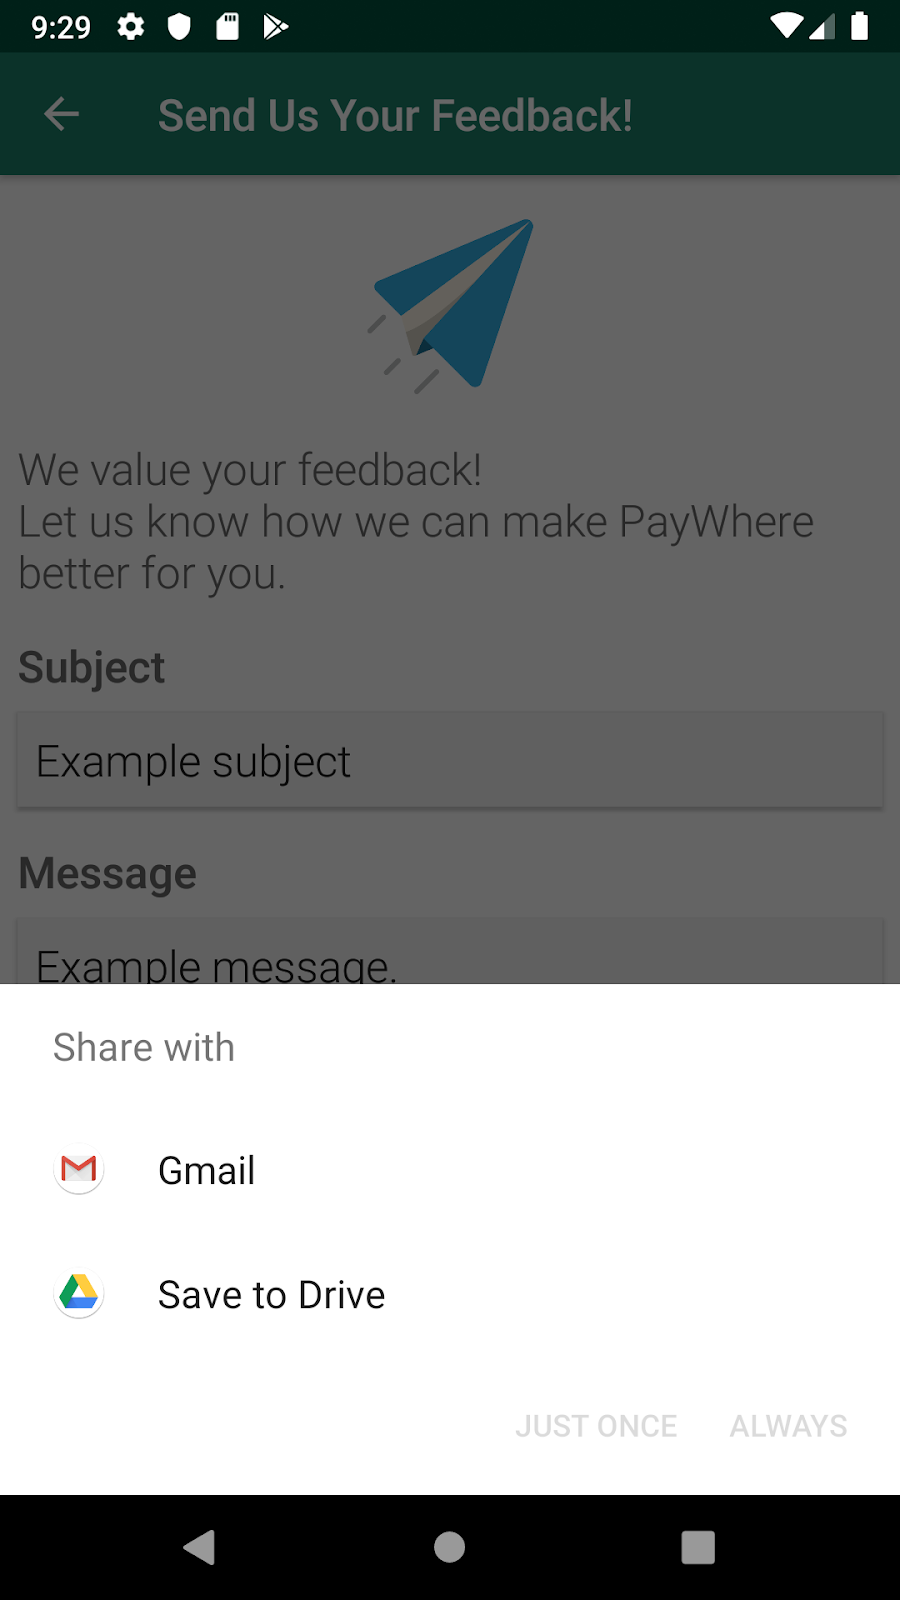 9:29
Send Us Your Feedback!
We value your feedback!
Let us know how we can make PayWhere
better for you.
Subject
Example subject
Message
Example message.
Share with
Gmail
Save to Drive
JUST ONCE ALWAYS